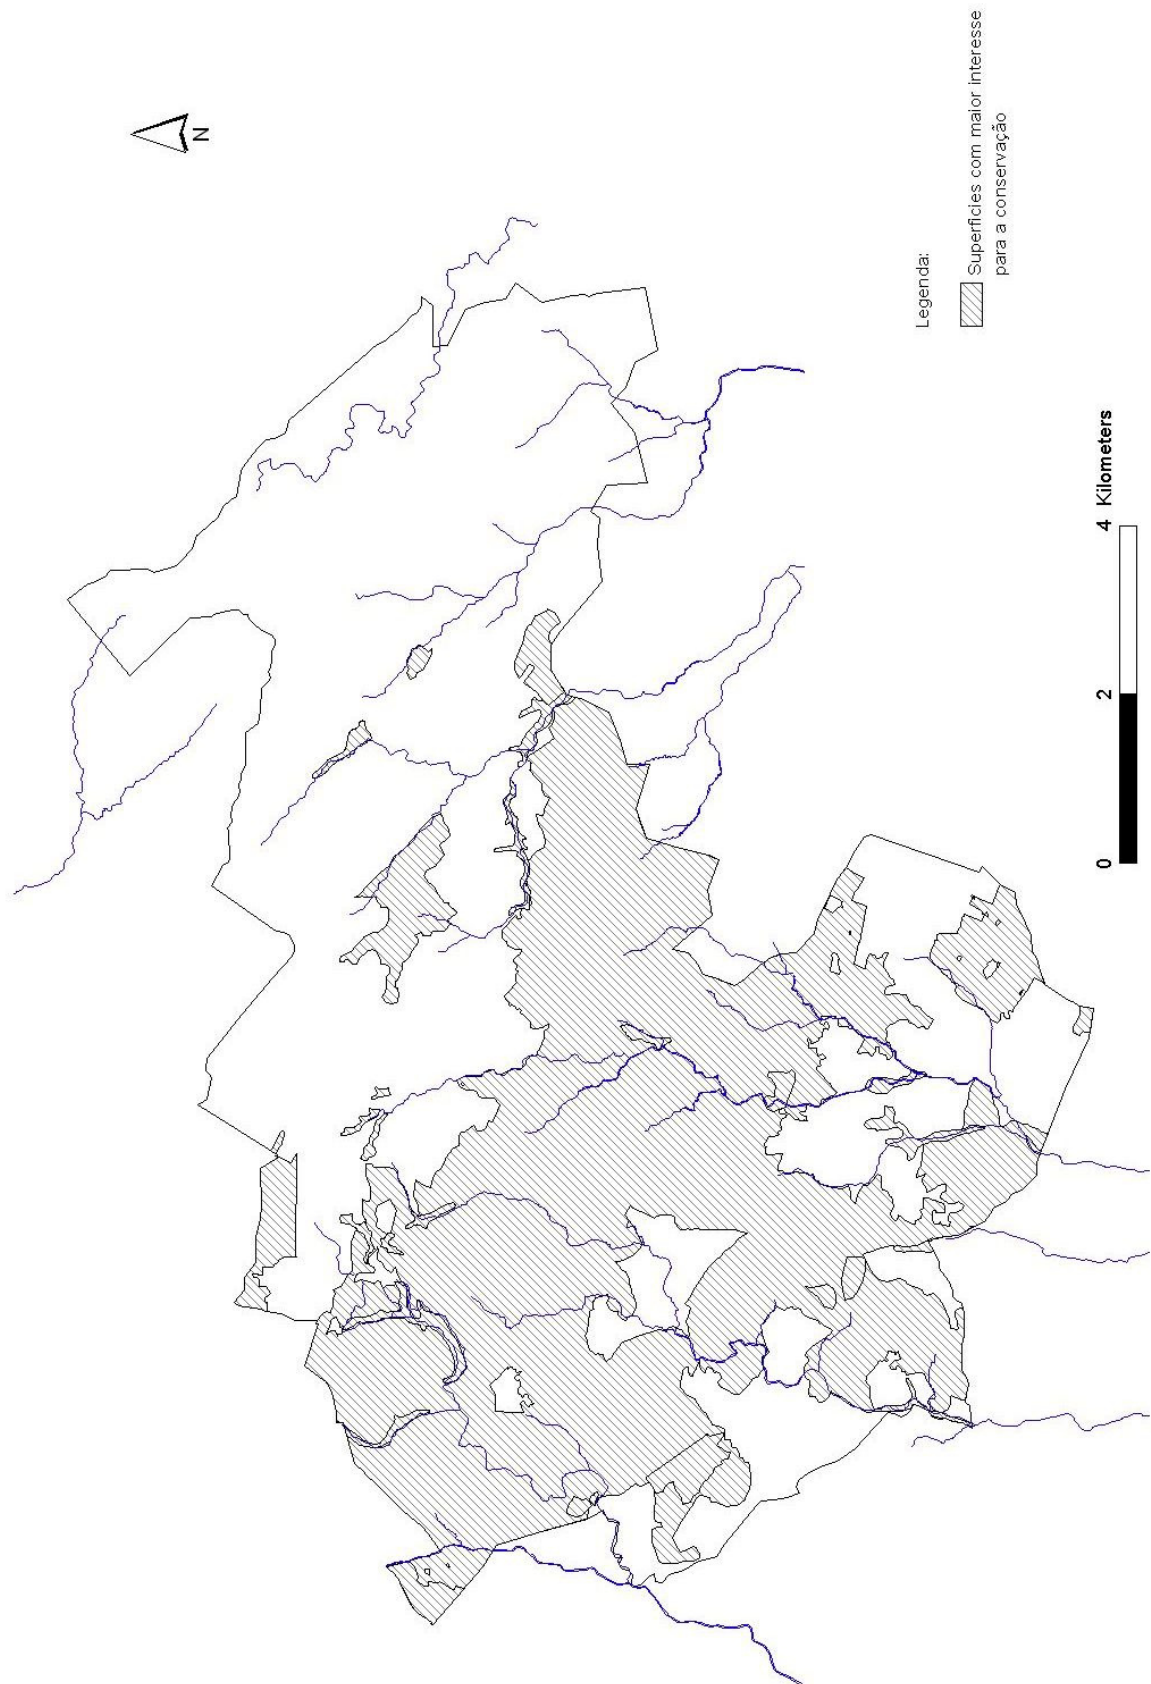 N
Legenda:
Superfícies com maior interesse
para a conservação
0 2 4 Kilometers